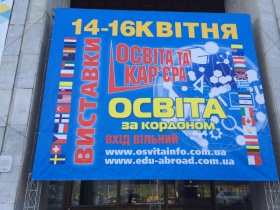 14-16 КВІТНЯ
ВИСТАВКИ
ОСВІТА ТА
КАР'ЄРА
ОСВІТА
за кордоном
ВХІД ВІЛЬНИЙ
www.osvitainfo.com.ua
www.edu-abroad.com.ua